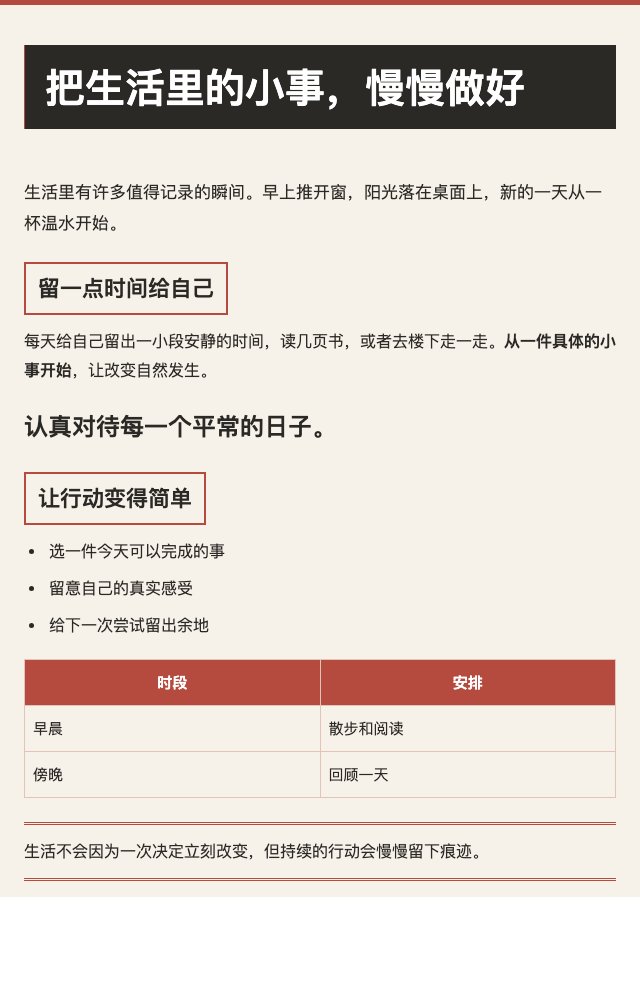 把生活里的小事，慢慢做好
生活里有许多值得记录的瞬间。早上推开窗，阳光落在桌面上，新的一天从一
杯温水开始。
留一点时间给自己
每天给自己留出一小段安静的时间，读几页书，或者去楼下走一走。从一件具体的小
事开始，让改变自然发生。
认真对待每一个平常的日子。
让行动变得简单
• 选一件今天可以完成的事
• 留意自己的真实感受
• 给下一次尝试留出余地
时段 安排
早晨 散步和阅读
傍晚 回顾一天
生活不会因为一次决定立刻改变，但持续的行动会慢慢留下痕迹。